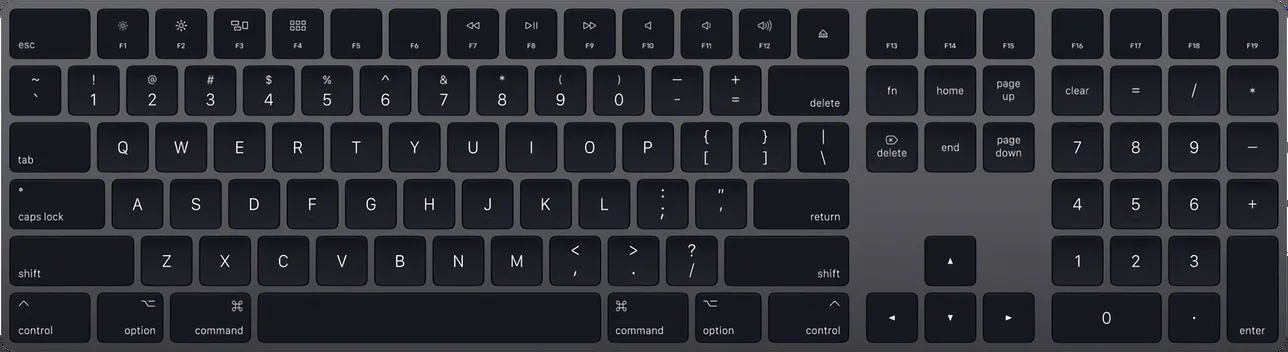 esc F1 F2 F3 F4 F5 F6 F7 F8 F9 F10 F11 F12 F13 F14 F15 F16 F17 F18 F19
~ ! @ # $ % ^ & * ( ) — +
` 1 2 3 4 5 6 7 8 9 0 - = delete fn home page up clear = / *
tab Q W E R T Y U I O P { [ } ] | \ delete end page down 7 8 9 −
caps lock A S D F G H J K L : ; " ' return 4 5 6 +
shift Z X C V B N M < , > . ? / shift 1 2 3
control option command command option control 0 . enter